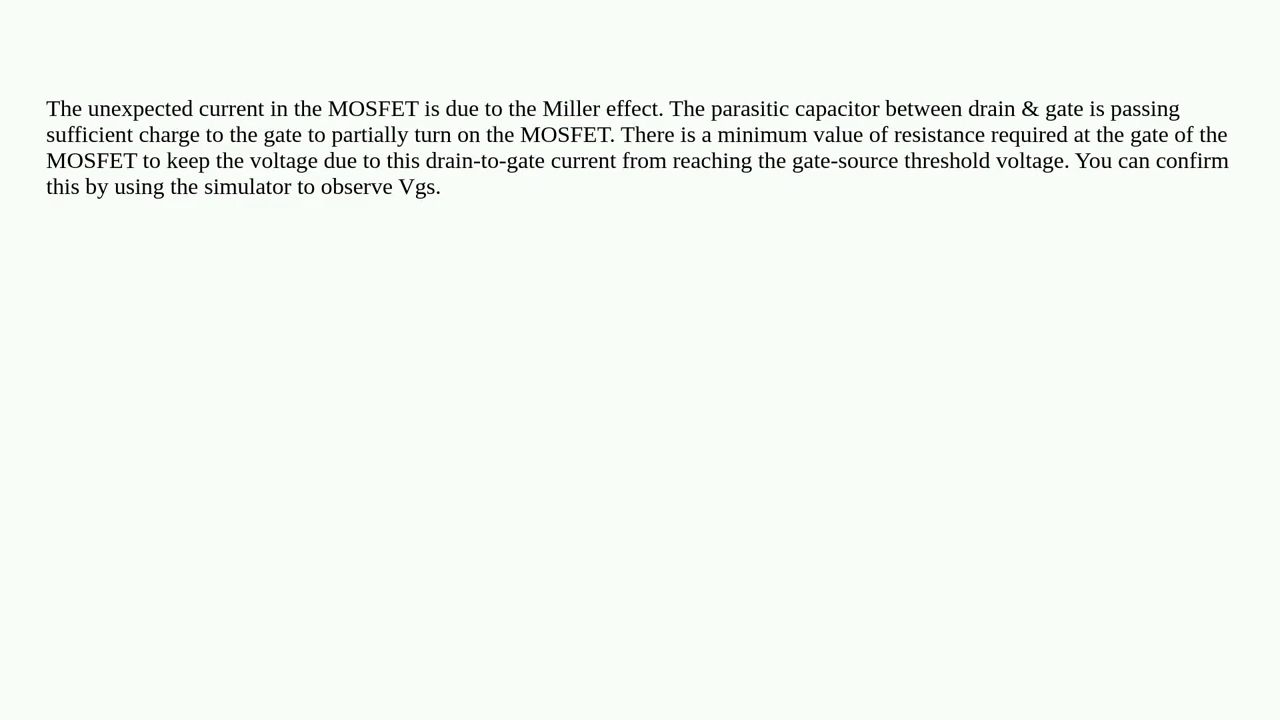 The unexpected current in the MOSFET is due to the Miller effect. The parasitic capacitor between drain & gate is passing
sufficient charge to the gate to partially turn on the MOSFET. There is a minimum value of resistance required at the gate of the
MOSFET to keep the voltage due to this drain-to-gate current from reaching the gate-source threshold voltage. You can confirm
this by using the simulator to observe Vgs.